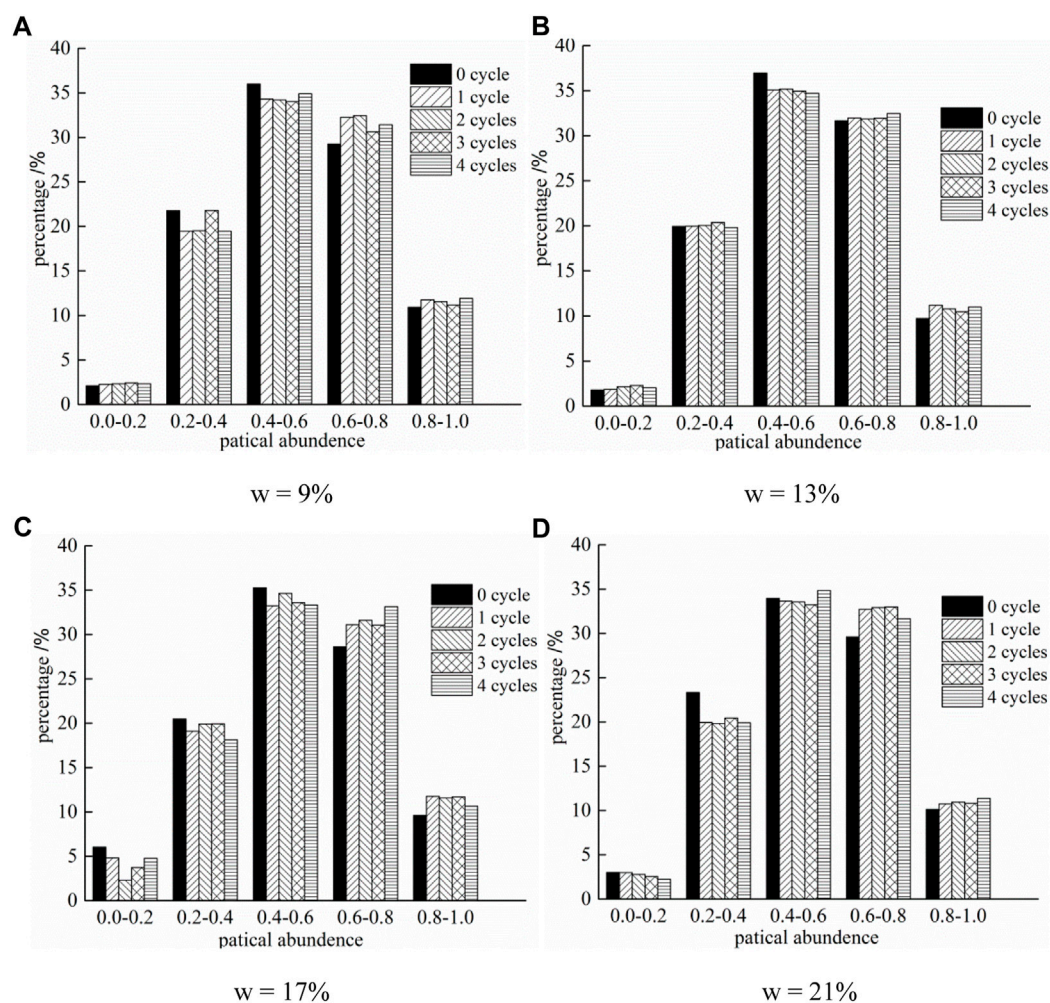 A
percentage /%
40
35
30
25
20
15
10
5
0
0 cycle
1 cycle
2 cycles
3 cycles
4 cycles
0.0-0.2 0.2-0.4 0.4-0.6 0.6-0.8 0.8-1.0
patical abundence
w = 9%
B
percentage /%
40
35
30
25
20
15
10
5
0
0 cycle
1 cycle
2 cycles
3 cycles
4 cycles
0.0-0.2 0.2-0.4 0.4-0.6 0.6-0.8 0.8-1.0
patical abundence
w = 13%
C
percentage /%
40
35
30
25
20
15
10
5
0
0 cycle
1 cycle
2 cycles
3 cycles
4 cycles
0.0-0.2 0.2-0.4 0.4-0.6 0.6-0.8 0.8-1.0
patical abundence
w = 17%
D
percentage /%
40
35
30
25
20
15
10
5
0
0 cycle
1 cycle
2 cycles
3 cycles
4 cycles
0.0-0.2 0.2-0.4 0.4-0.6 0.6-0.8 0.8-1.0
patical abundence
w = 21%